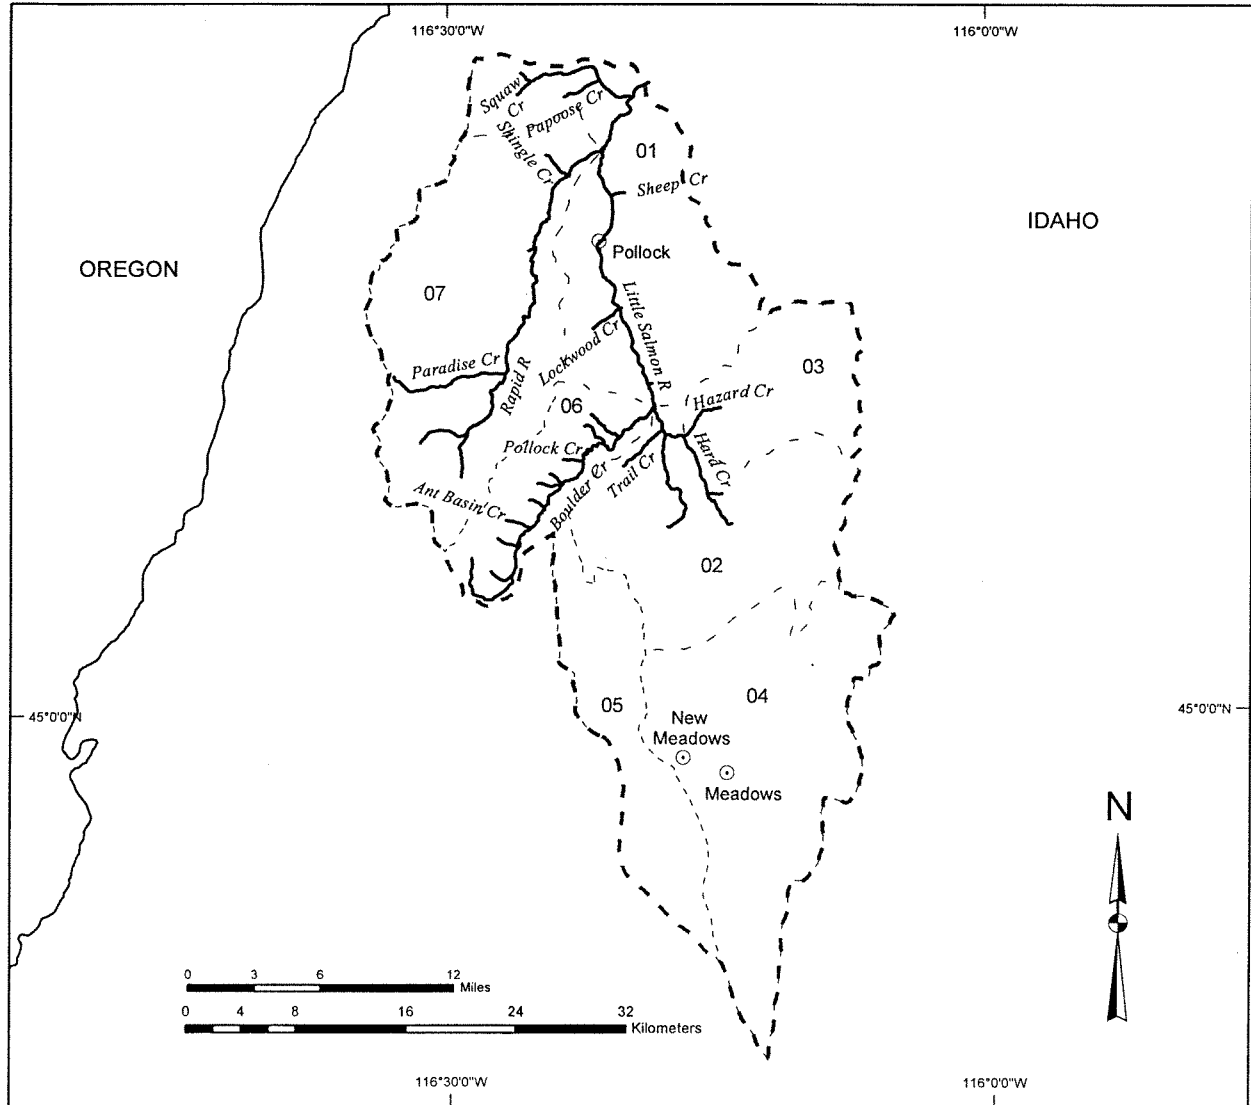 116°30'0"W
116°0'0"W
Squaw
Cr
Papoose Cr
Shingle Cr
01
Sheep Cr
IDAHO
OREGON
Pollock
07
Little Salmon R
Lockwood Cr
Paradise Cr
Rapid R
03
Hazard Cr
06
Pollock Cr
Hard Cr
Trail Cr
Boulder Cr
Ant Basin Cr
02
04
05
New
Meadows
Meadows
45°0'0"N
45°0'0"N
N
0 3 6 12
Miles
0 4 8 16 24 32
Kilometers
116°30'0"W
116°0'0"W